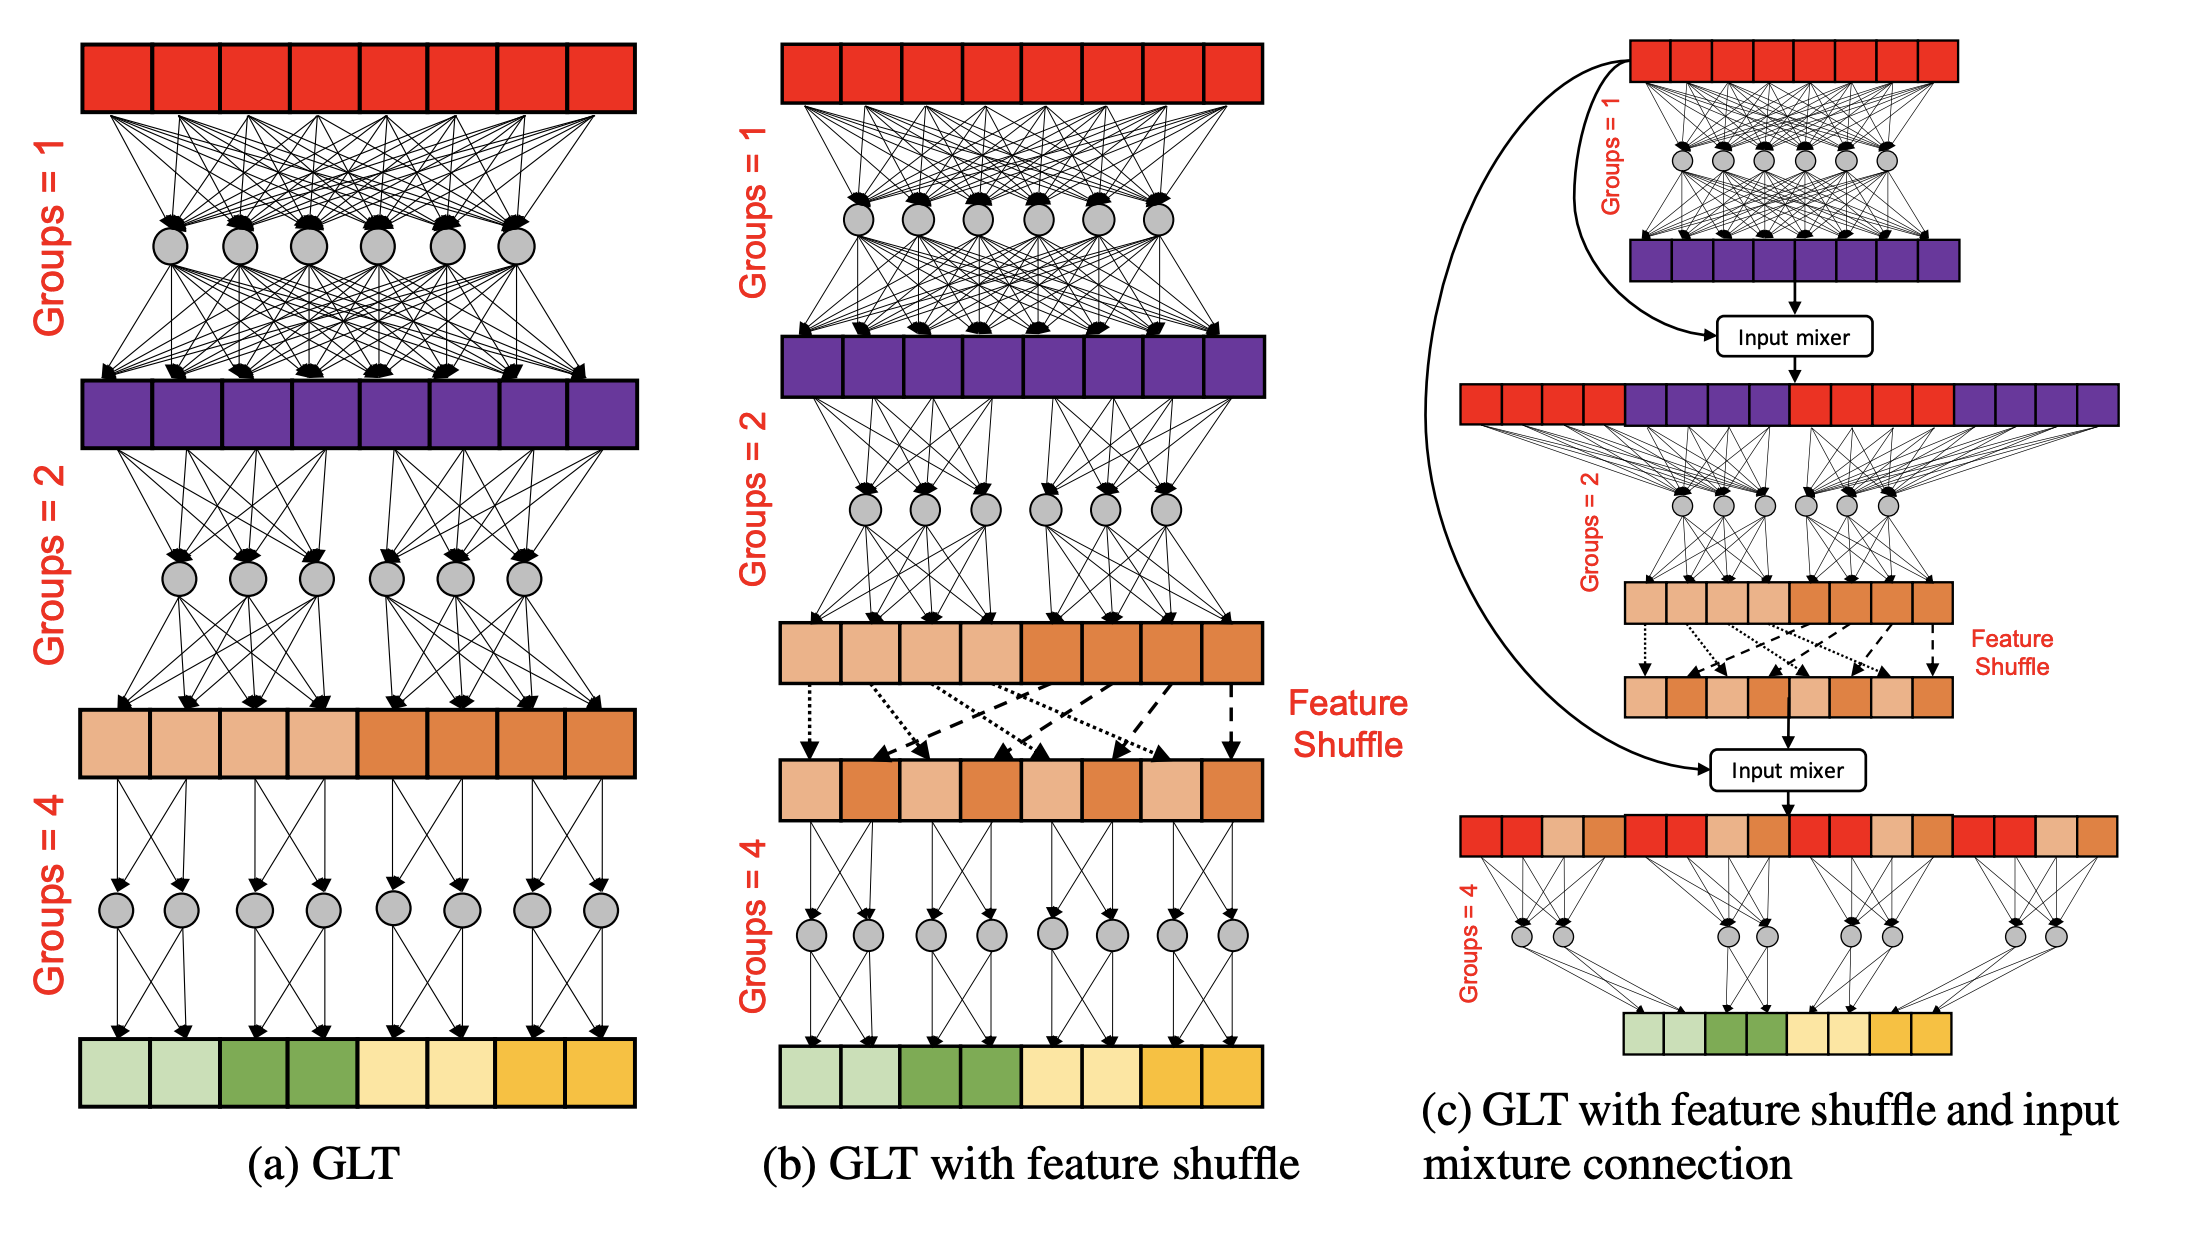 Groups = 1
Groups = 2
Groups = 4
(a) GLT
Groups = 1
Groups = 2
Feature
Shuffle
Groups = 4
(b) GLT with feature shuffle
Groups = 1
Input mixer
Groups = 2
Feature
Shuffle
Input mixer
Groups = 4
(c) GLT with feature shuffle and input
mixture connection